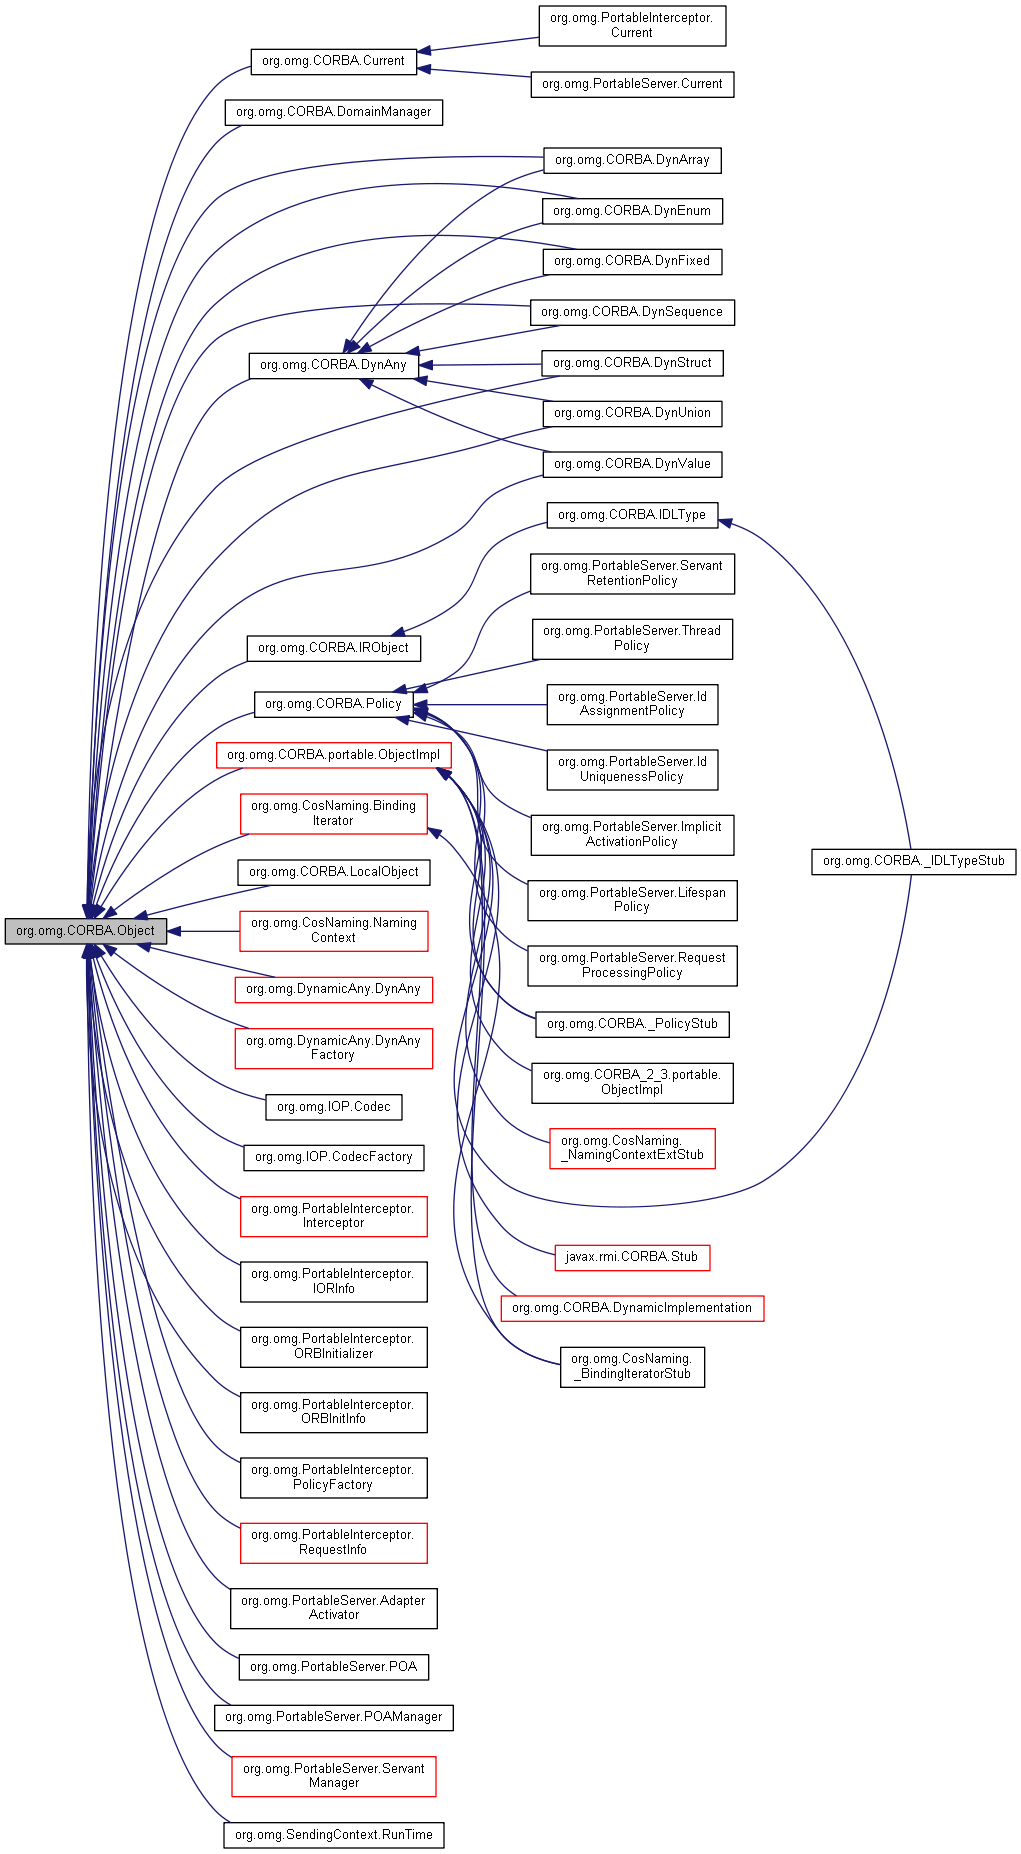 org.omg.PortableInterceptor.
Current
org.omg.CORBA.Current
org.omg.PortableServer.Current
org.omg.CORBA.DomainManager
org.omg.CORBA.DynArray
org.omg.CORBA.DynEnum
org.omg.CORBA.DynFixed
org.omg.CORBA.DynSequence
org.omg.CORBA.DynAny
org.omg.CORBA.DynStruct
org.omg.CORBA.DynUnion
org.omg.CORBA.DynValue
org.omg.CORBA.IDLType
org.omg.PortableServer.Servant
RetentionPolicy
org.omg.CORBA.IRObject
org.omg.PortableServer.Thread
Policy
org.omg.CORBA.Policy
org.omg.PortableServer.Id
AssignmentPolicy
org.omg.CORBA.portable.ObjectImpl
org.omg.PortableServer.Id
UniquenessPolicy
org.omg.CosNaming.Binding
Iterator
org.omg.PortableServer.Implicit
ActivationPolicy
org.omg.CORBA._IDLTypeStub
org.omg.CORBA.LocalObject
org.omg.PortableServer.Lifespan
Policy
org.omg.CORBA.Object
org.omg.CosNaming.Naming
Context
org.omg.PortableServer.Request
ProcessingPolicy
org.omg.DynamicAny.DynAny
org.omg.CORBA._PolicyStub
org.omg.DynamicAny.DynAny
Factory
org.omg.CORBA_2_3.portable.
ObjectImpl
org.omg.IOP.Codec
org.omg.CosNaming.
_NamingContextExtStub
org.omg.IOP.CodecFactory
org.omg.PortableInterceptor.
Interceptor
javax.rmi.CORBA.Stub
org.omg.PortableInterceptor.
IORInfo
org.omg.CORBA.DynamicImplementation
org.omg.PortableInterceptor.
ORBInitializer
org.omg.CosNaming.
_BindingIteratorStub
org.omg.PortableInterceptor.
ORBInitInfo
org.omg.PortableInterceptor.
PolicyFactory
org.omg.PortableInterceptor.
RequestInfo
org.omg.PortableServer.Adapter
Activator
org.omg.PortableServer.POA
org.omg.PortableServer.POAManager
org.omg.PortableServer.Servant
Manager
org.omg.SendingContext.RunTime